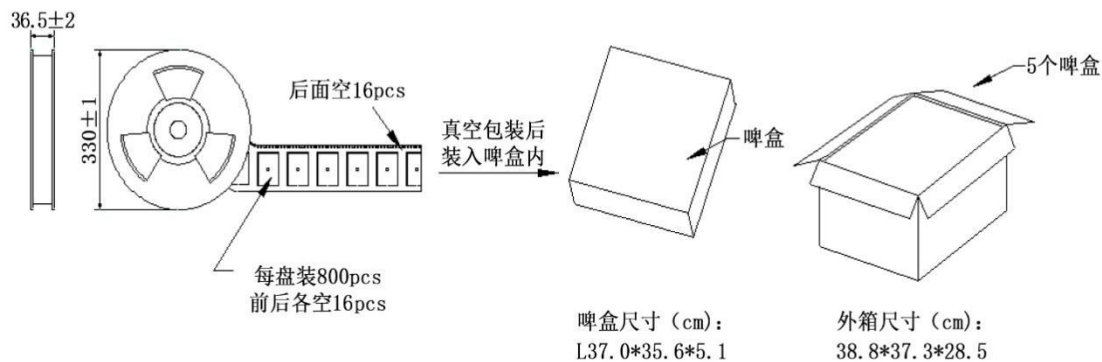 36.5±2
330±1
后面空16pcs
每盘装800pcs
前后各空16pcs
真空包装后
装入啤盒内
啤盒
5个啤盒
啤盒尺寸（cm）：
L37.0*35.6*5.1
外箱尺寸（cm）：
38.8*37.3*28.5